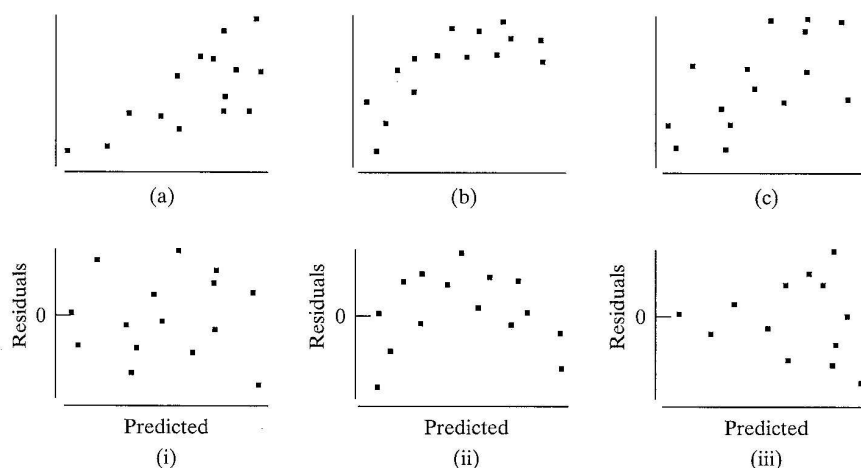 (a) (b) (c)
Residuals 0 Residuals 0 Residuals 0
Predicted Predicted Predicted
(i) (ii) (iii)